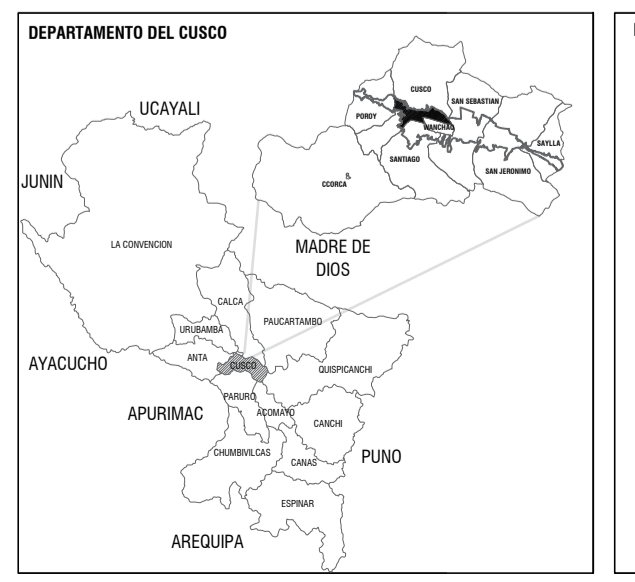 DEPARTAMENTO DEL CUSCO
UCAYALI
JUNIN
CUSCO
SAN SEBASTIAN
POROY
WANCHAQ
SAYLLA
SANTIAGO
SAN JERONIMO
CCORCA
LA CONVENCION
MADRE DE
DIOS
CALCA
PAUCARTAMBO
URUBAMBA
AYACUCHO
ANTA
CUSCO
QUISPICANCHI
PARURO
APURIMAC
ACOMAYO
CANCHI
CHUMBIVILCAS
CANAS
PUNO
ESPINAR
AREQUIPA